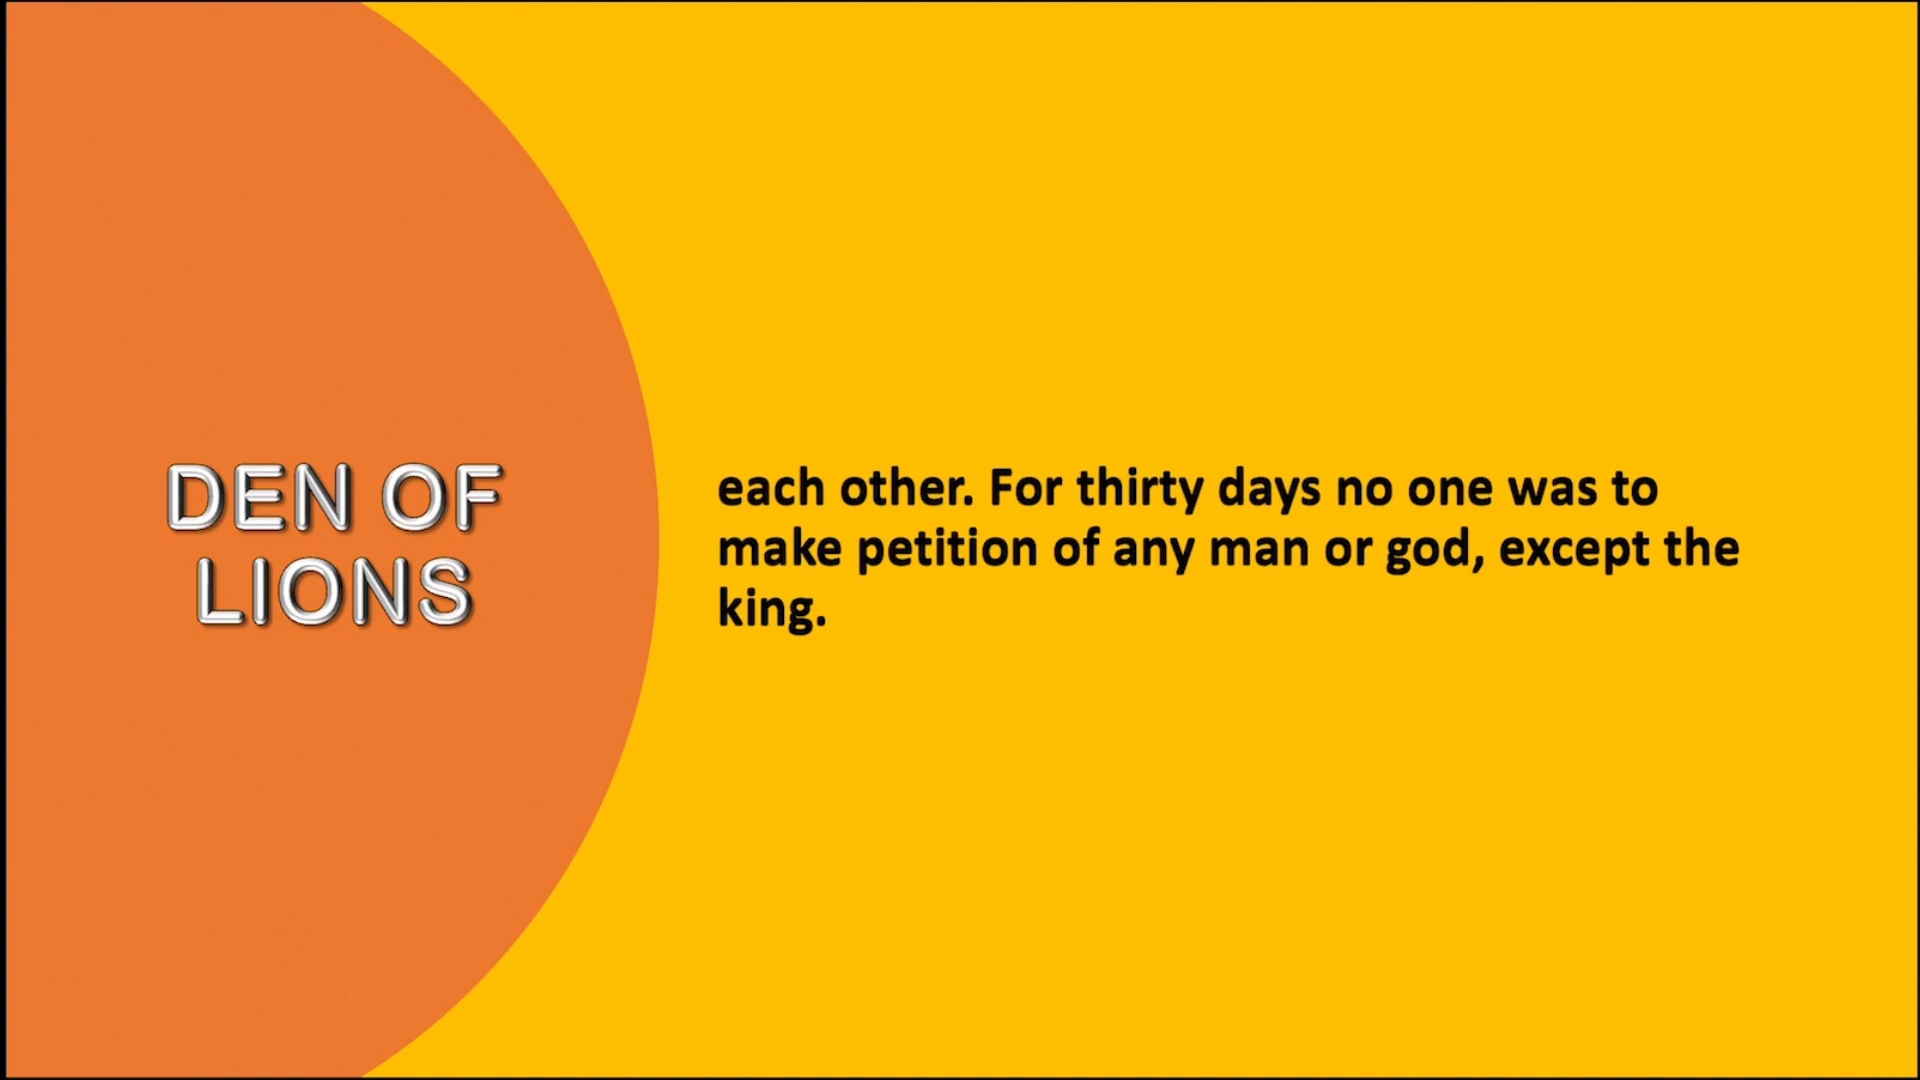 DEN OF
LIONS
each other. For thirty days no one was to
make petition of any man or god, except the
king.